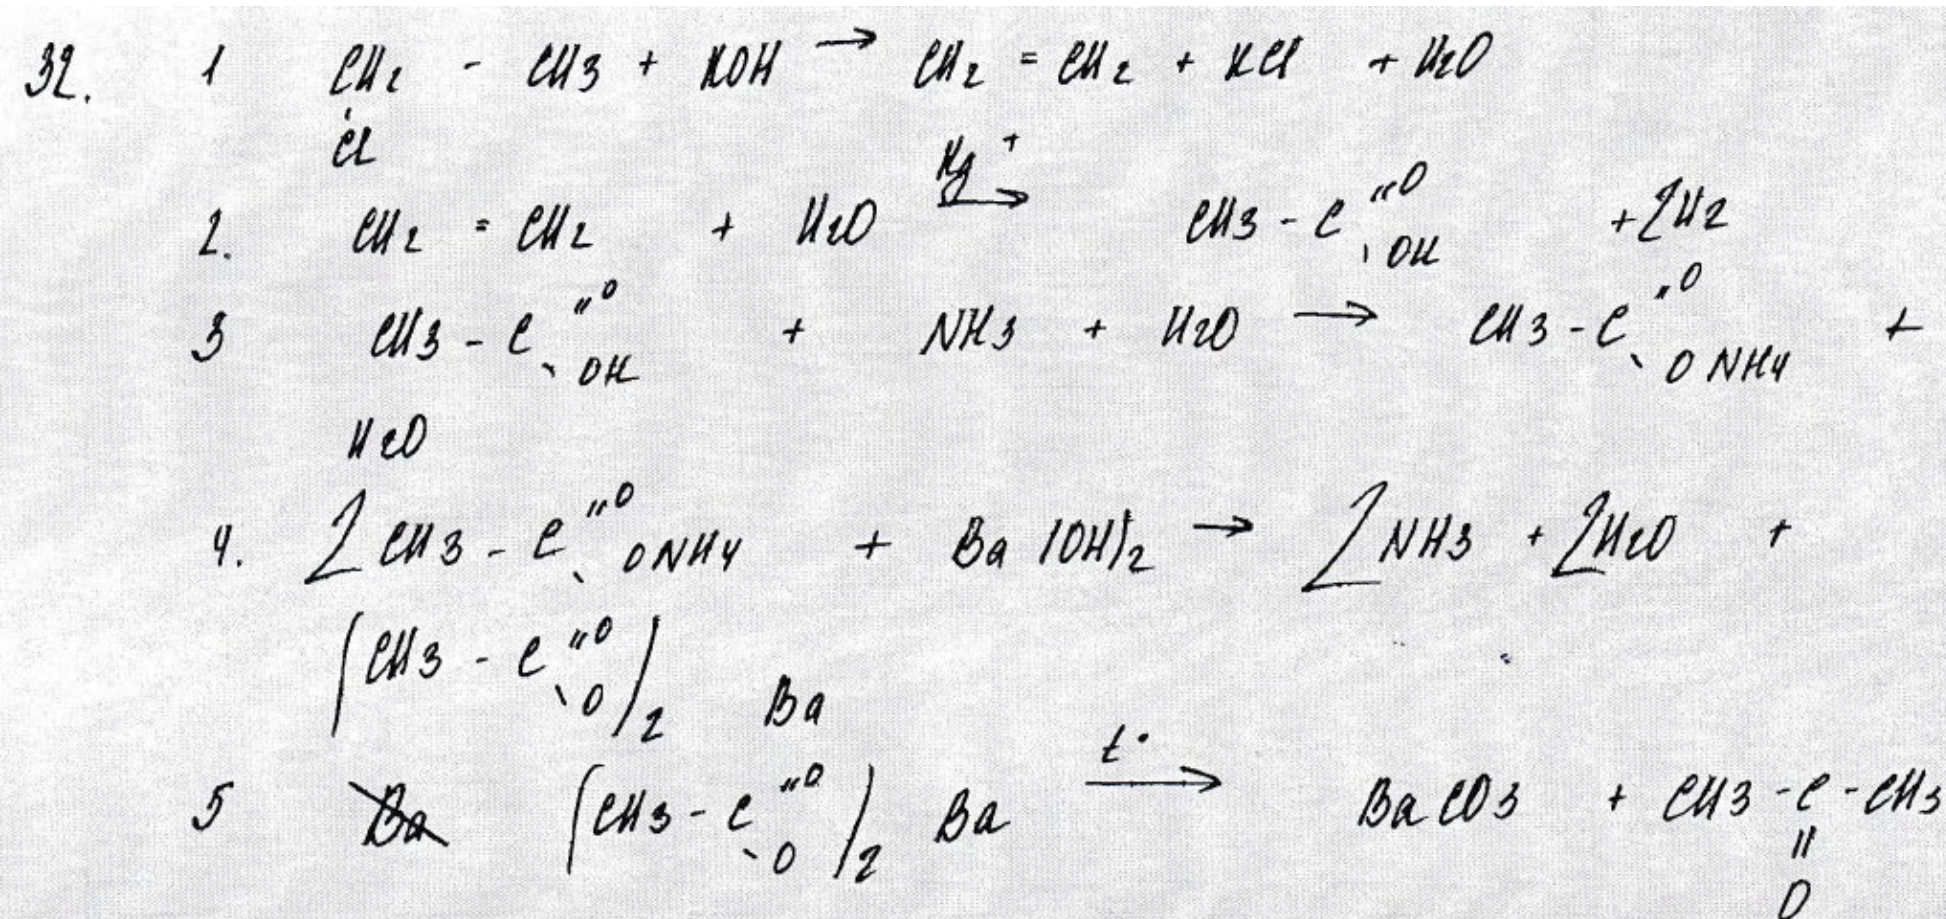 32. 1 CH2 - CH3 + KOH → CH2 = CH2 + KCl + H2O
Cl
Hg+
2. CH2 = CH2 + H2O → CH3 - C =O \ OH + 2H2
3 CH3 - C =O \ OH + NH3 + H2O → CH3 - C =O \ ONH4 +
H2O
4. 2CH3 - C =O \ ONH4 + Ba(OH)2 → 2NH3 + 2H2O +
(CH3 - C =O \ O)2 Ba
t°
5 Ba (CH3 - C =O \ O)2 Ba → BaCO3 + CH3 - C - CH3
=
O